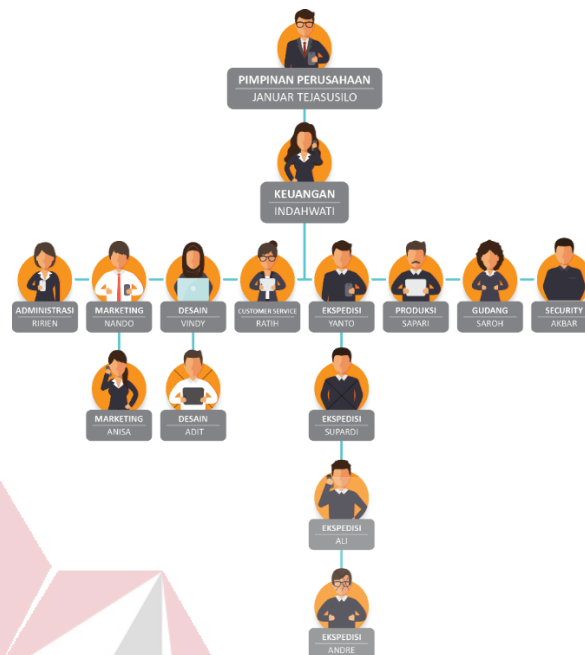 PIMPINAN PERUSAHAAN
JANUAR TEJASUSILO
KEUANGAN
INDAHWATI
ADMINISTRASI
RIRIEN
MARKETING
NANDO
DESAIN
VINDY
CUSTOMER SERVICE
RATIH
EKSPEDISI
YANTO
PRODUKSI
SAPARI
GUDANG
SAROH
SECURITY
AKBAR
MARKETING
ANISA
DESAIN
ADIT
EKSPEDISI
SUPARDI
EKSPEDISI
ALI
EKSPEDISI
ANDRE